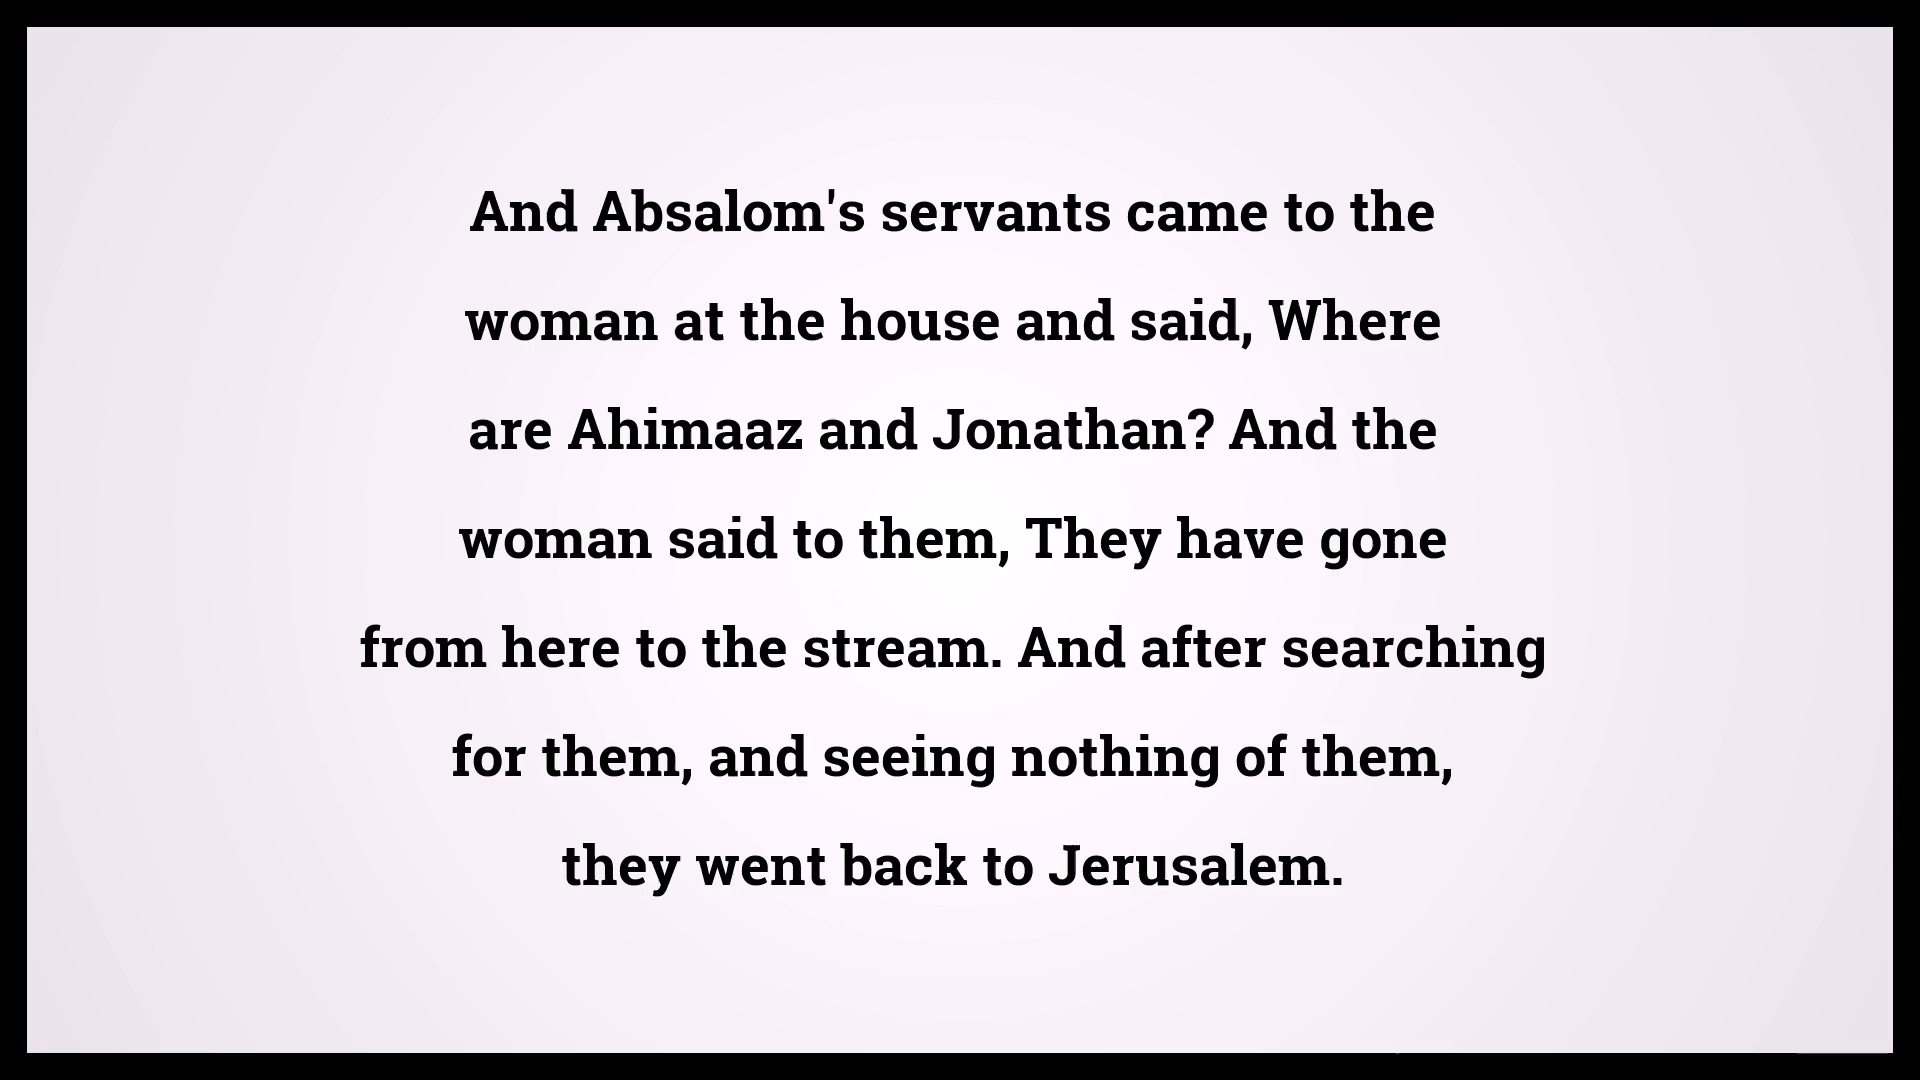 And Absalom's servants came to the
woman at the house and said, Where
are Ahimaaz and Jonathan? And the
woman said to them, They have gone
from here to the stream. And after searching
for them, and seeing nothing of them,
they went back to Jerusalem.